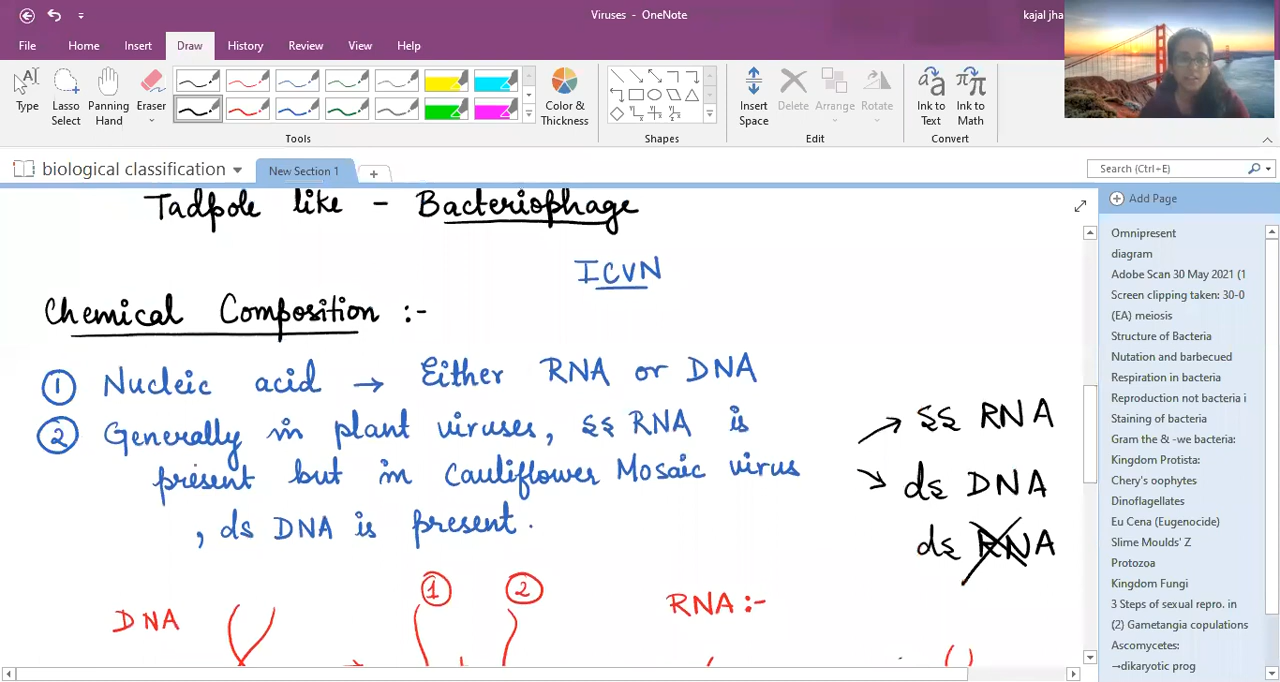 Viruses - OneNote
kajal jha
File Home Insert Draw History Review View Help
Type
Lasso Select
Panning Hand
Eraser
Color & Thickness
Insert Space
Delete
Arrange
Rotate
Ink to Text
Ink to Math
Tools
Shapes
Edit
Convert
biological classification
New Section 1
Search (Ctrl+E)
Tadpole like - Bacteriophage
ICVN
Chemical Composition :-
① Nucleic acid → Either RNA or DNA
② Generally in plant viruses, ss RNA is
present but in Cauliflower Mosaic virus
, ds DNA is present.
→ ss RNA
→ ds DNA
ds RNA
DNA
① ②
RNA :-
Add Page
Omnipresent
diagram
Adobe Scan 30 May 2021 (1
Screen clipping taken: 30-0
(EA) meiosis
Structure of Bacteria
Nutation and barbecued
Respiration in bacteria
Reproduction not bacteria i
Staining of bacteria
Gram the & -we bacteria:
Kingdom Protista:
Chery's oophytes
Dinoflagellates
Eu Cena (Eugenocide)
Slime Moulds' Z
Protozoa
Kingdom Fungi
3 Steps of sexual repro. in
(2) Gametangia copulations
Ascomycetes:
→dikaryotic prog